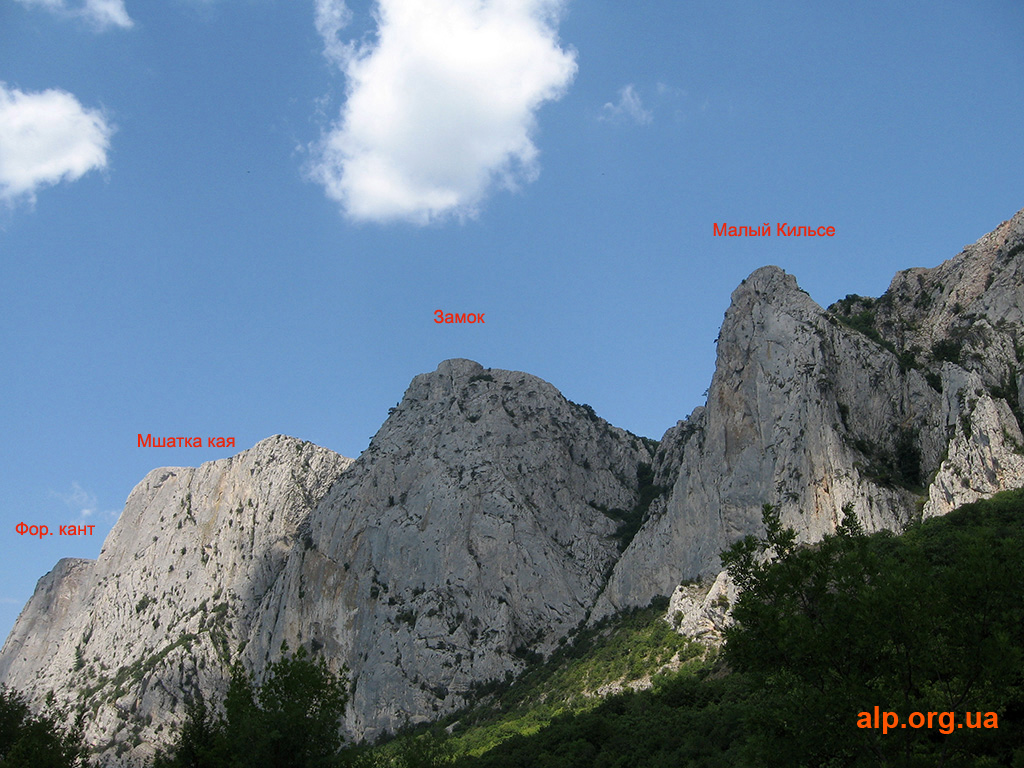 Малый Кильсе
Замок
Мшатка кая
Фор. кант
alp.org.ua